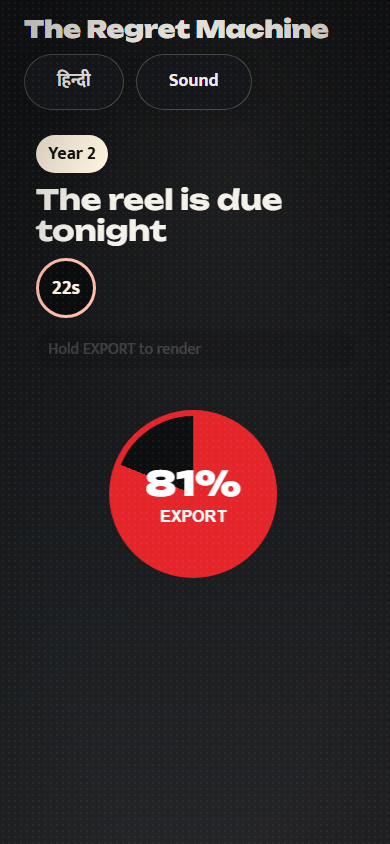 The Regret Machine
हिन्दी
Sound
Year 2
The reel is due
tonight
22s
Hold EXPORT to render
81%
EXPORT